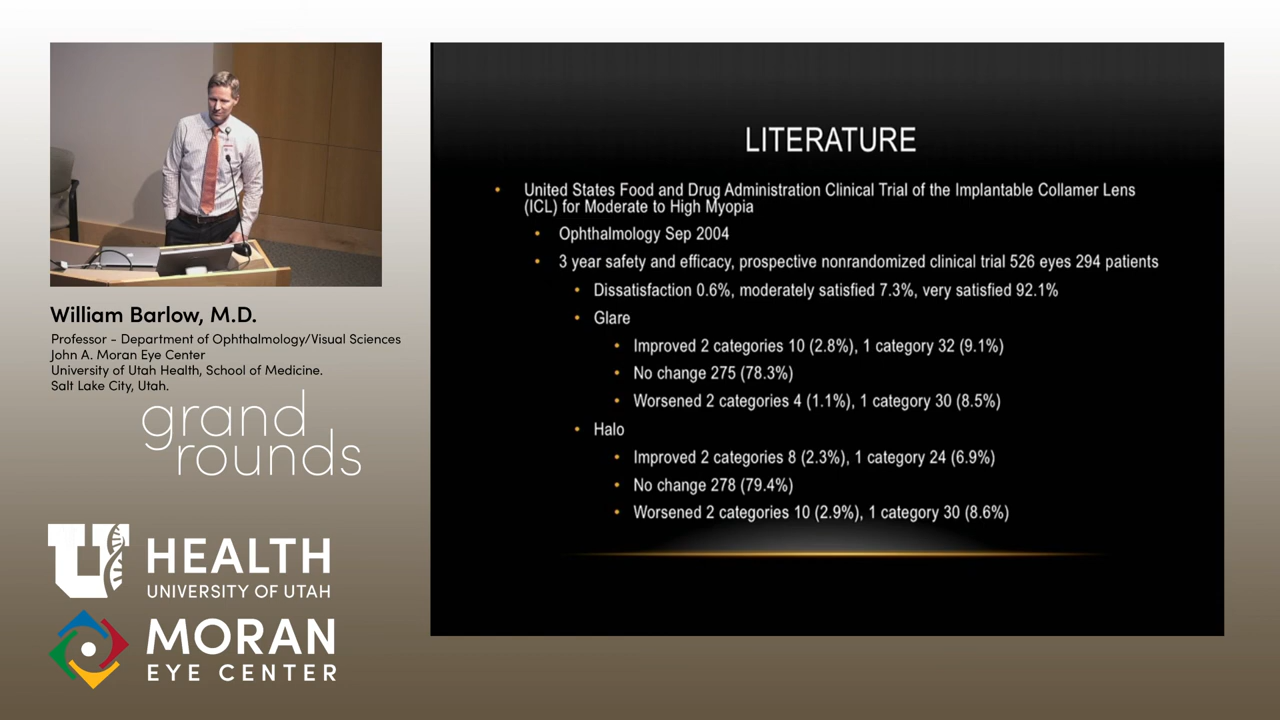 William Barlow, M.D.
Professor - Department of Ophthalmology/Visual Sciences
John A. Moran Eye Center
University of Utah Health, School of Medicine.
Salt Lake City, Utah.
grand
rounds
U HEALTH
UNIVERSITY OF UTAH
MORAN
EYE CENTER
LITERATURE
• United States Food and Drug Administration Clinical Trial of the Implantable Collamer Lens
(ICL) for Moderate to High Myopia
• Ophthalmology Sep 2004
• 3 year safety and efficacy, prospective nonrandomized clinical trial 526 eyes 294 patients
• Dissatisfaction 0.6%, moderately satisfied 7.3%, very satisfied 92.1%
• Glare
• Improved 2 categories 10 (2.8%), 1 category 32 (9.1%)
• No change 275 (78.3%)
• Worsened 2 categories 4 (1.1%), 1 category 30 (8.5%)
• Halo
• Improved 2 categories 8 (2.3%), 1 category 24 (6.9%)
• No change 278 (79.4%)
• Worsened 2 categories 10 (2.9%), 1 category 30 (8.6%)